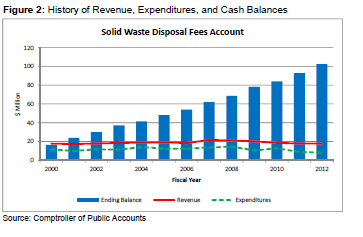 Figure 2: History of Revenue, Expenditures, and Cash Balances
Solid Waste Disposal Fees Account
120
100
80
60
40
20
0
$ Million
2000 2002 2004 2006 2008 2010 2012
Fiscal Year
Ending Balance Revenue Expenditures
Source: Comptroller of Public Accounts